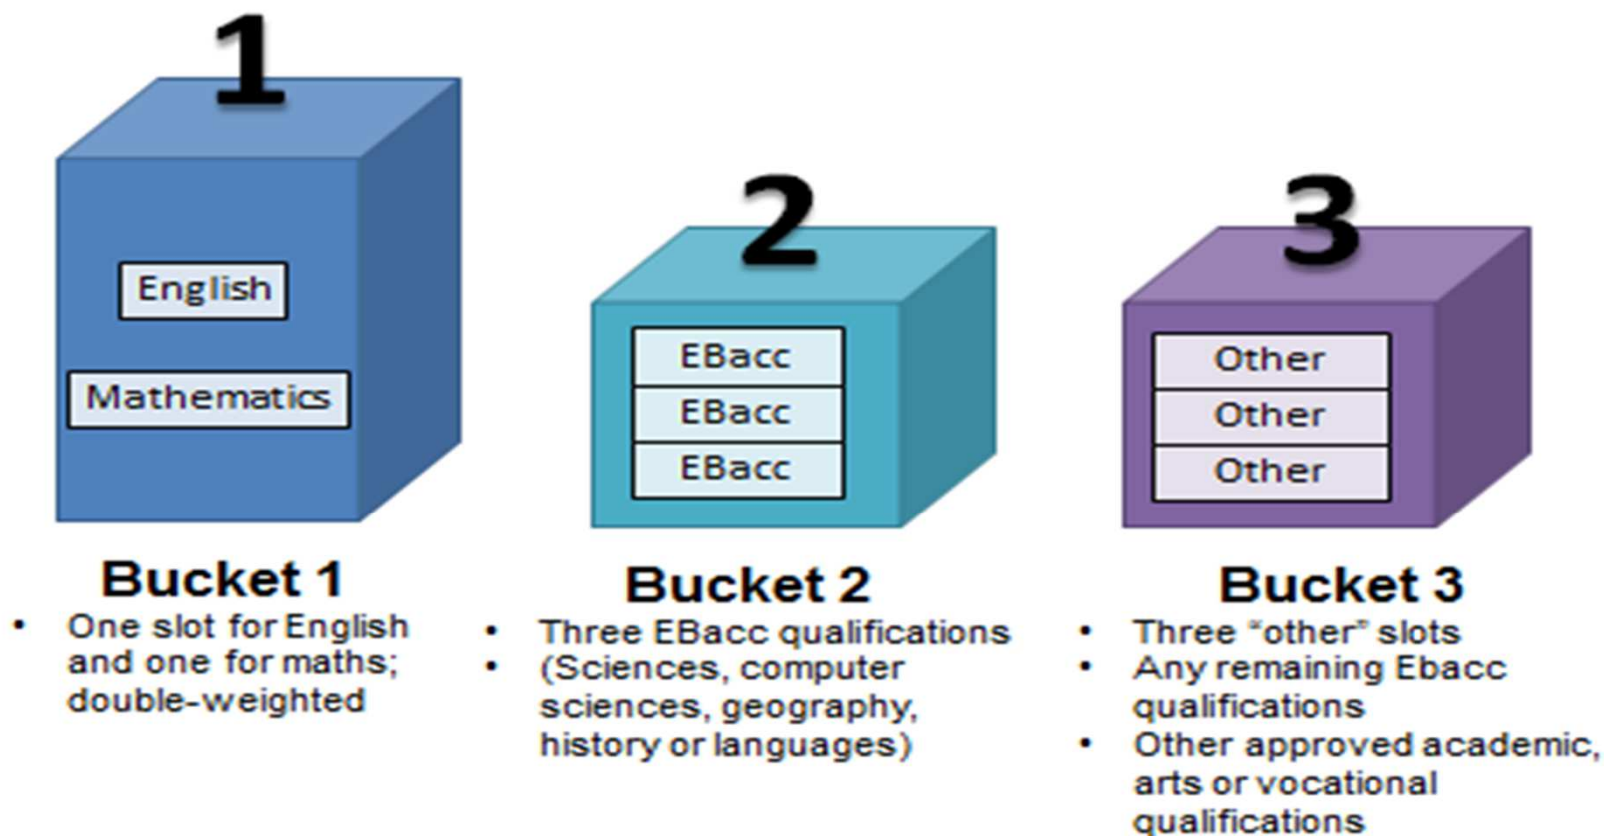 1
English
Mathematics
Bucket 1
• One slot for English
and one for maths;
double-weighted
2
EBacc
EBacc
EBacc
Bucket 2
• Three EBacc qualifications
• (Sciences, computer
sciences, geography,
history or languages)
3
Other
Other
Other
Bucket 3
• Three “other” slots
• Any remaining Ebacc
qualifications
• Other approved academic,
arts or vocational
qualifications